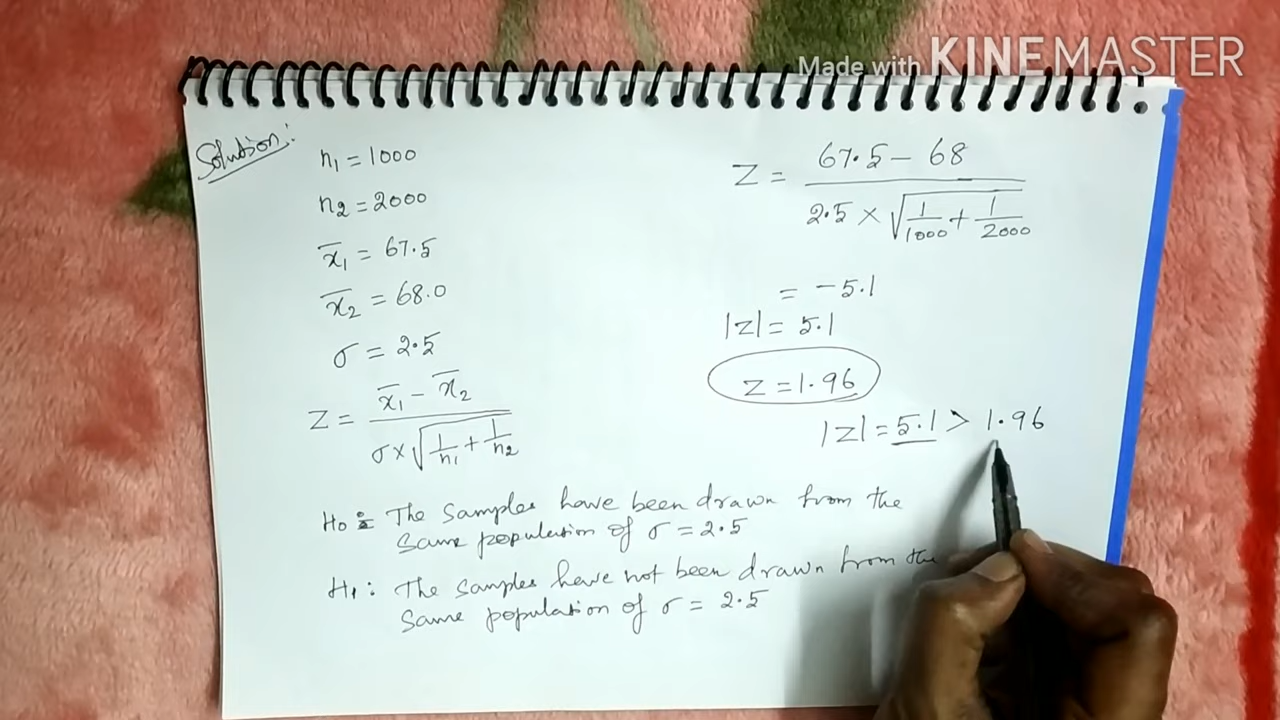 Made with KINEMASTER
Solution:
n₁ = 1000
n₂ = 2000
x̄₁ = 67.5
x̄₂ = 68.0
σ = 2.5
Z = (x̄₁ - x̄₂) / (σ × √(1/n₁ + 1/n₂))
Z = (67.5 - 68) / (2.5 × √(1/1000 + 1/2000))
= -5.1
|Z| = 5.1
Z = 1.96
|Z| = 5.1 > 1.96
H₀: The samples have been drawn from the
same population of σ = 2.5
H₁: The samples have not been drawn from the
same population of σ = 2.5